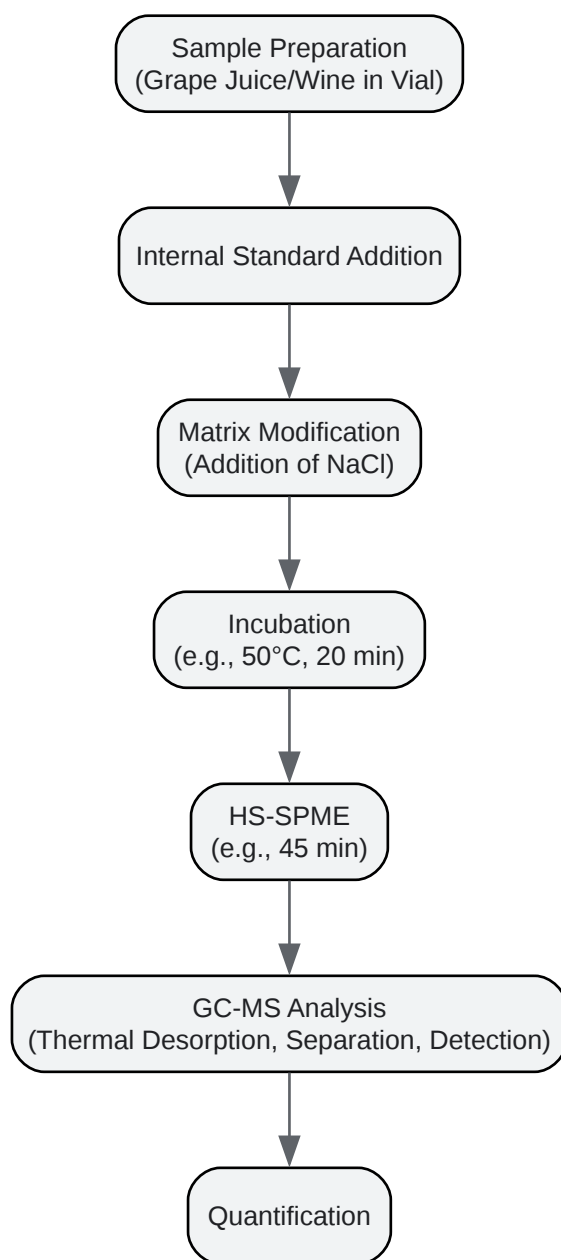 Sample Preparation
(Grape Juice/Wine in Vial)
Internal Standard Addition
Matrix Modification
(Addition of NaCl)
Incubation
(e.g., 50°C, 20 min)
HS-SPME
(e.g., 45 min)
GC-MS Analysis
(Thermal Desorption, Separation, Detection)
Quantification